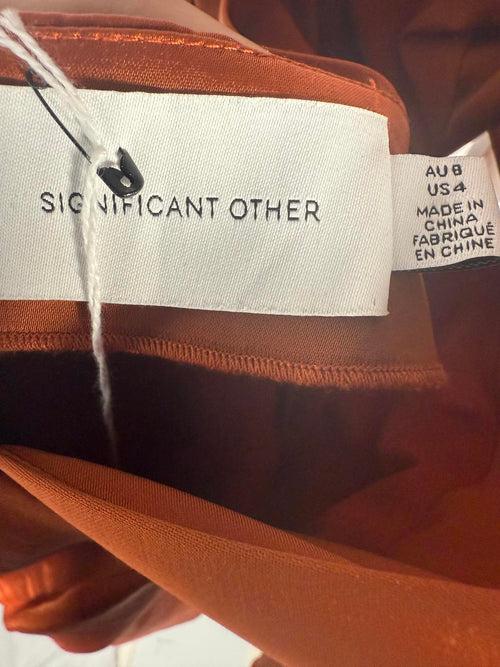 SIGNIFICANT OTHER
AU 8
US 4
MADE IN
CHINA
FABRIQUÉ
EN CHINE